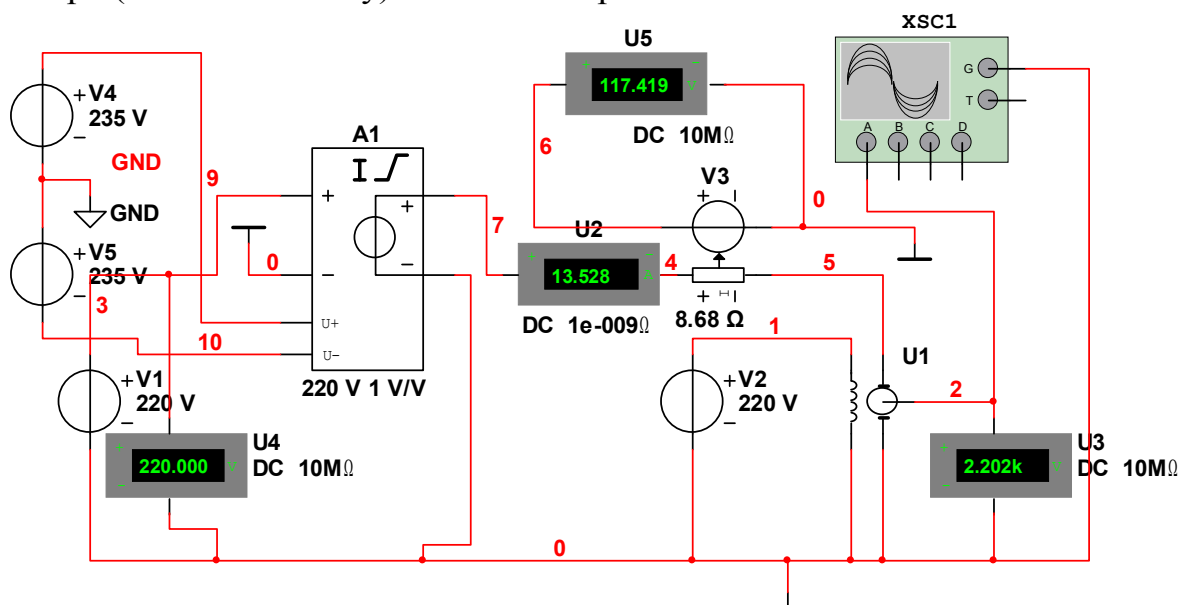 XSC1
U5
V4
235 V
117.419
V
G
T
A B C D
DC 10MΩ
A1
GND
6
V3
9
GND
7
0
U2
V5
235 V
0
13.528
A
4
5
3
DC 1e-009Ω
8.68 Ω
U+
1
10
U-
U1
V1
220 V
220 V 1 V/V
V2
220 V
2
U4
DC 10MΩ
220.000
V
U3
DC 10MΩ
2.202k
V
0